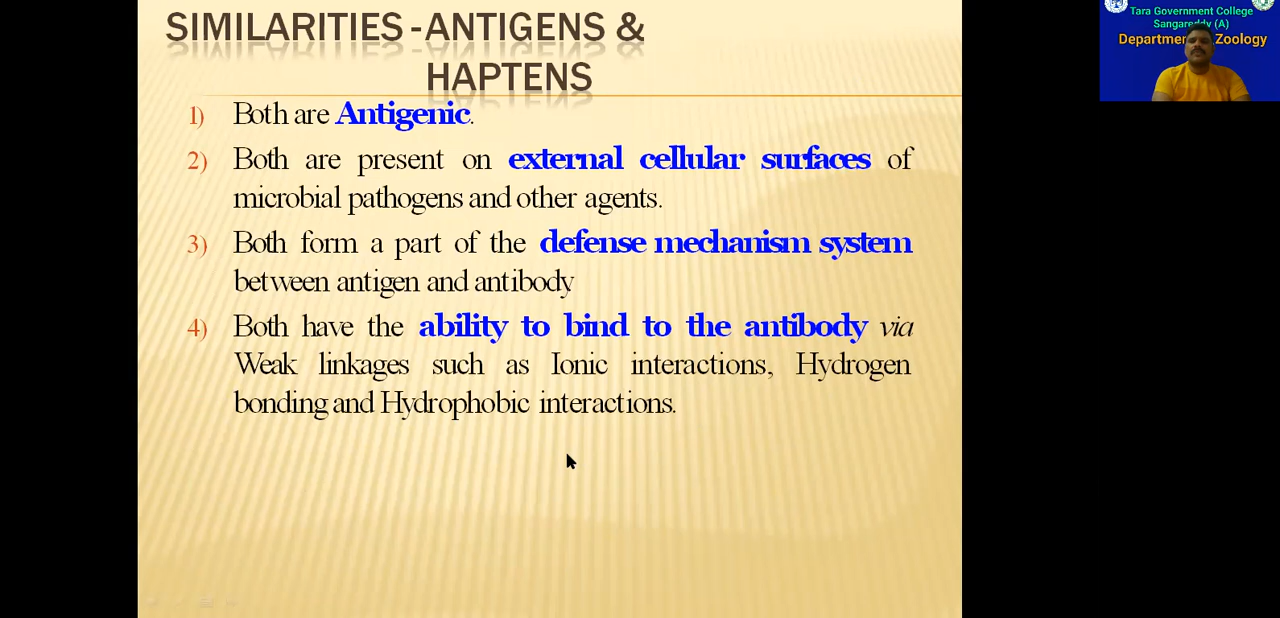 SIMILARITIES -ANTIGENS &
HAPTENS
1) Both are Antigenic.
2) Both are present on external cellular surfaces of
microbial pathogens and other agents.
3) Both form a part of the defense mechanism system
between antigen and antibody
4) Both have the ability to bind to the antibody via
Weak linkages such as Ionic interactions, Hydrogen
bonding and Hydrophobic interactions.
Tara Government College
Sangareddy (A)
Zoology